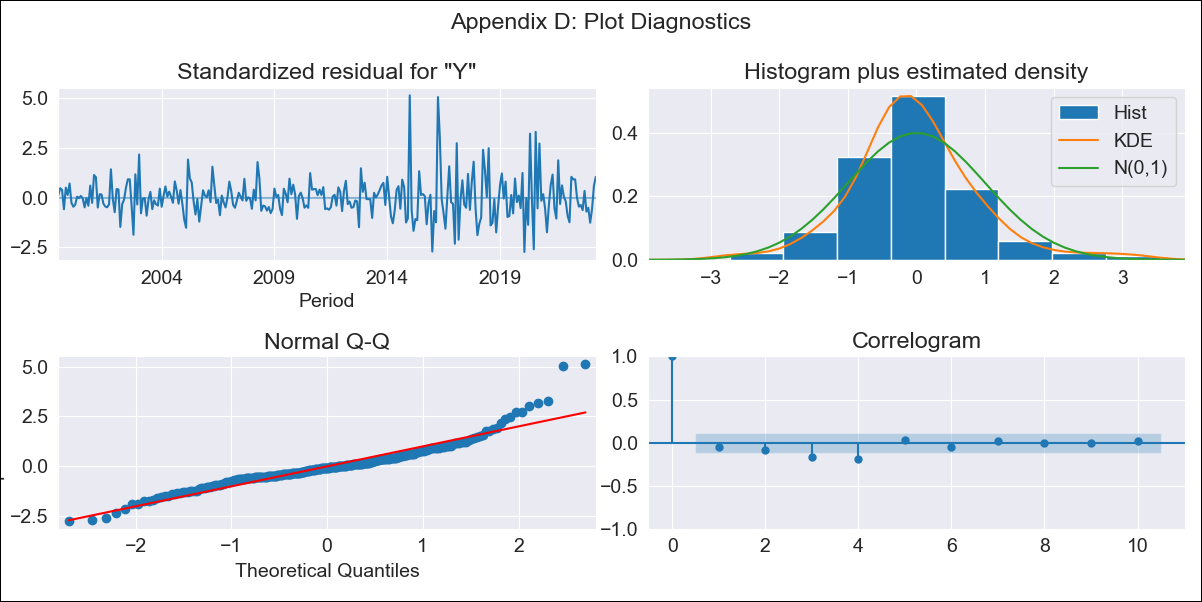 Appendix D: Plot Diagnostics
Standardized residual for "Y"
5.0
2.5
0.0
−2.5
2004 2009 2014 2019
Period
Histogram plus estimated density
0.4
0.2
0.0
−3 −2 −1 0 1 2 3
Hist
KDE
N(0,1)
Normal Q-Q
5.0
2.5
0.0
−2.5
−2 −1 0 1 2
Theoretical Quantiles
Correlogram
1.0
0.5
0.0
−0.5
−1.0
0 2 4 6 8 10